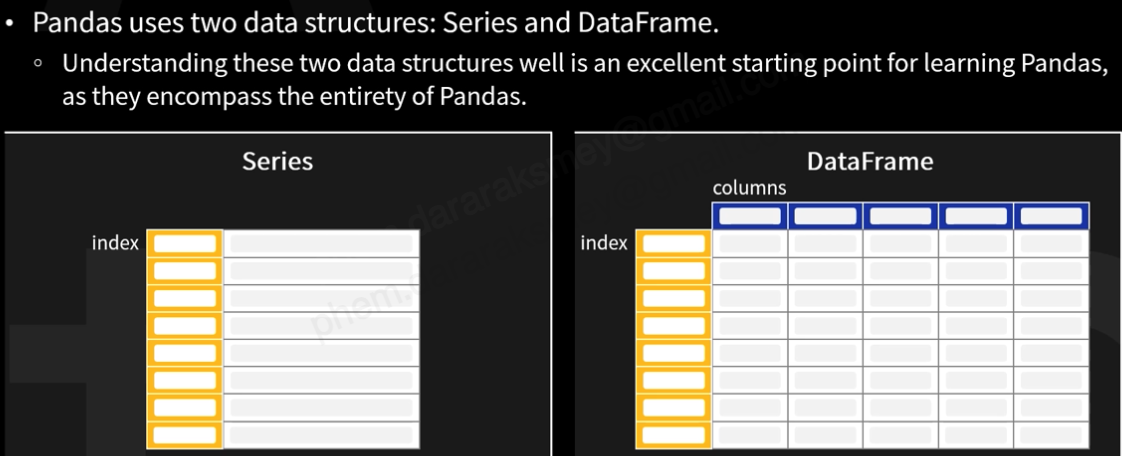 • Pandas uses two data structures: Series and DataFrame.
◦ Understanding these two data structures well is an excellent starting point for learning Pandas,
as they encompass the entirety of Pandas.
Series
index
DataFrame
columns
index